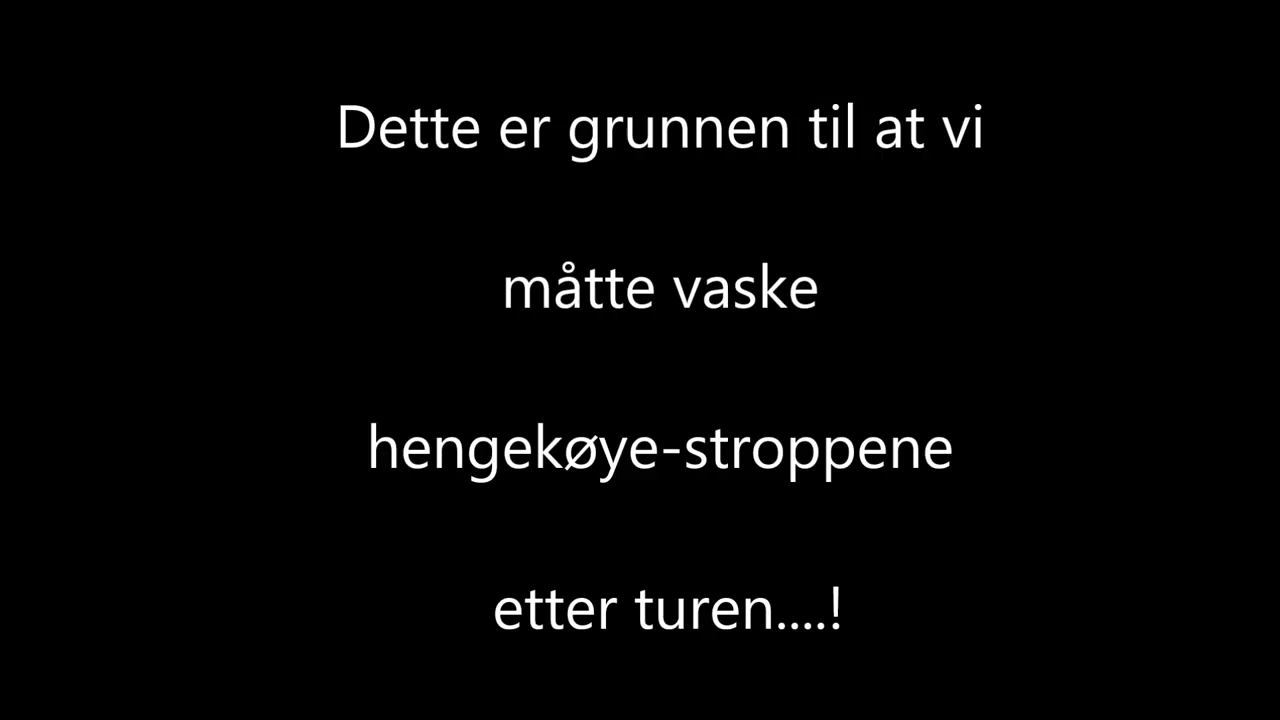 Dette er grunnen til at vi
måtte vaske
hengekøye-stroppene
etter turen....!